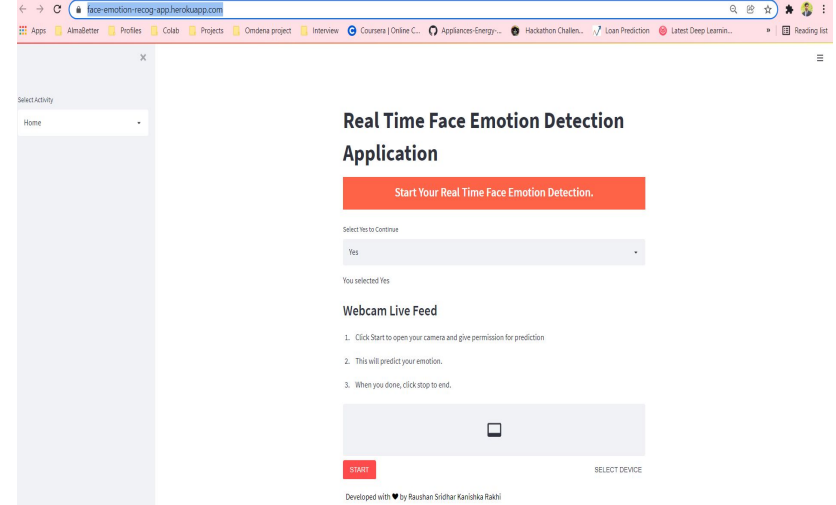 face-emotion-recog-app.herokuapp.com
Apps AlmaBetter Profiles Colab Projects Omdena project Interview Coursera | Online C... Appliances-Energy-... Hackathon Challen... Loan Prediction Latest Deep Learnin... » Reading list
x
Select Activity
Home
Real Time Face Emotion Detection
Application
Start Your Real Time Face Emotion Detection.
Select Yes to Continue
Yes
You selected Yes
Webcam Live Feed
1. Click Start to open your camera and give permission for prediction
2. This will predict your emotion.
3. When you done, click stop to end.
START SELECT DEVICE
Developed with ♥ by Raushan Sridhar Kanishka Rakhi